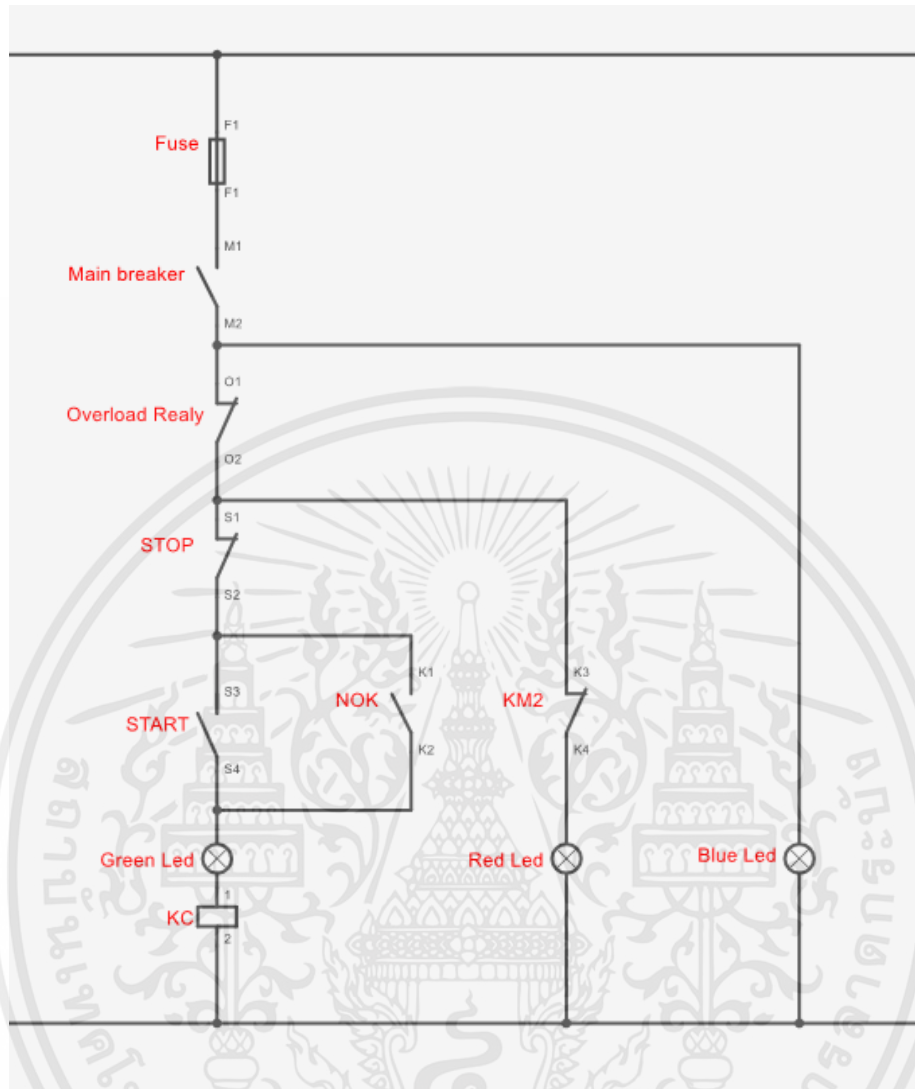 F1
Fuse
F1
M1
Main breaker
M2
O1
Overload Realy
O2
S1
STOP
S2
K1
K3
S3
NOK
KM2
START
K2
K4
S4
Green Led
Red Led
Blue Led
1
KC
2